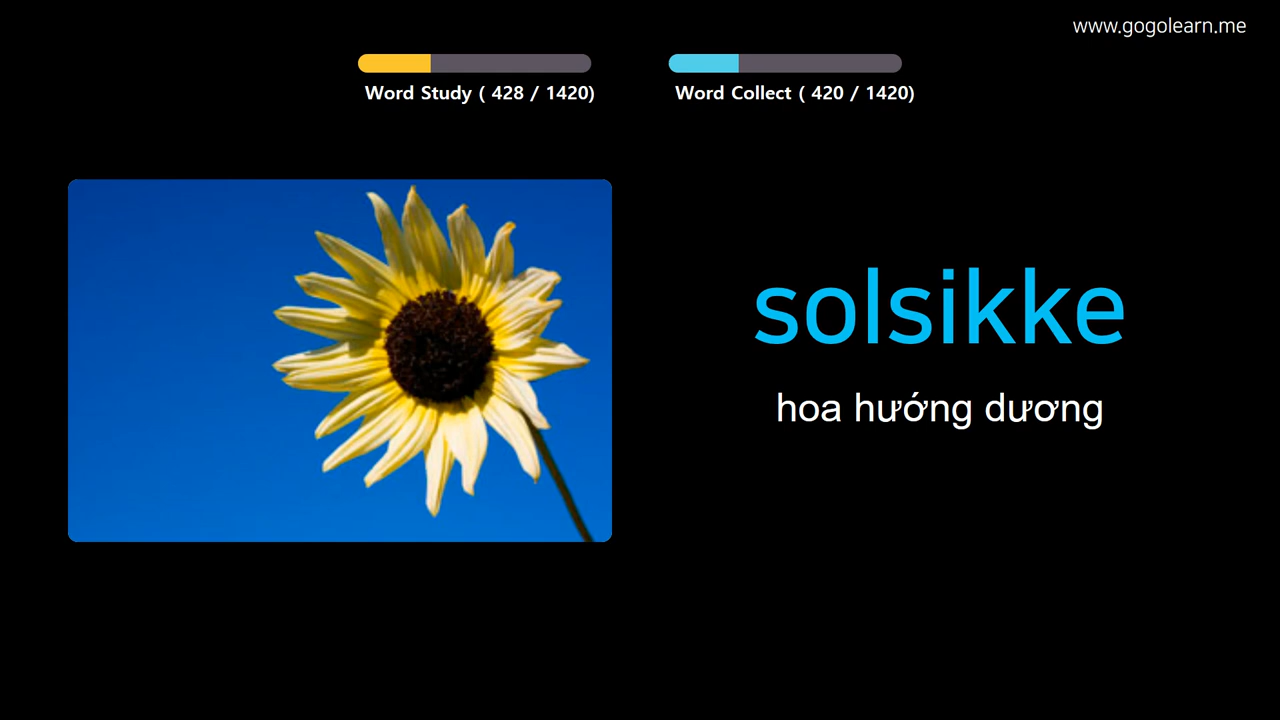 www.gogolearn.me
Word Study ( 428 / 1420)
Word Collect ( 420 / 1420)
solsikke
hoa hướng dương